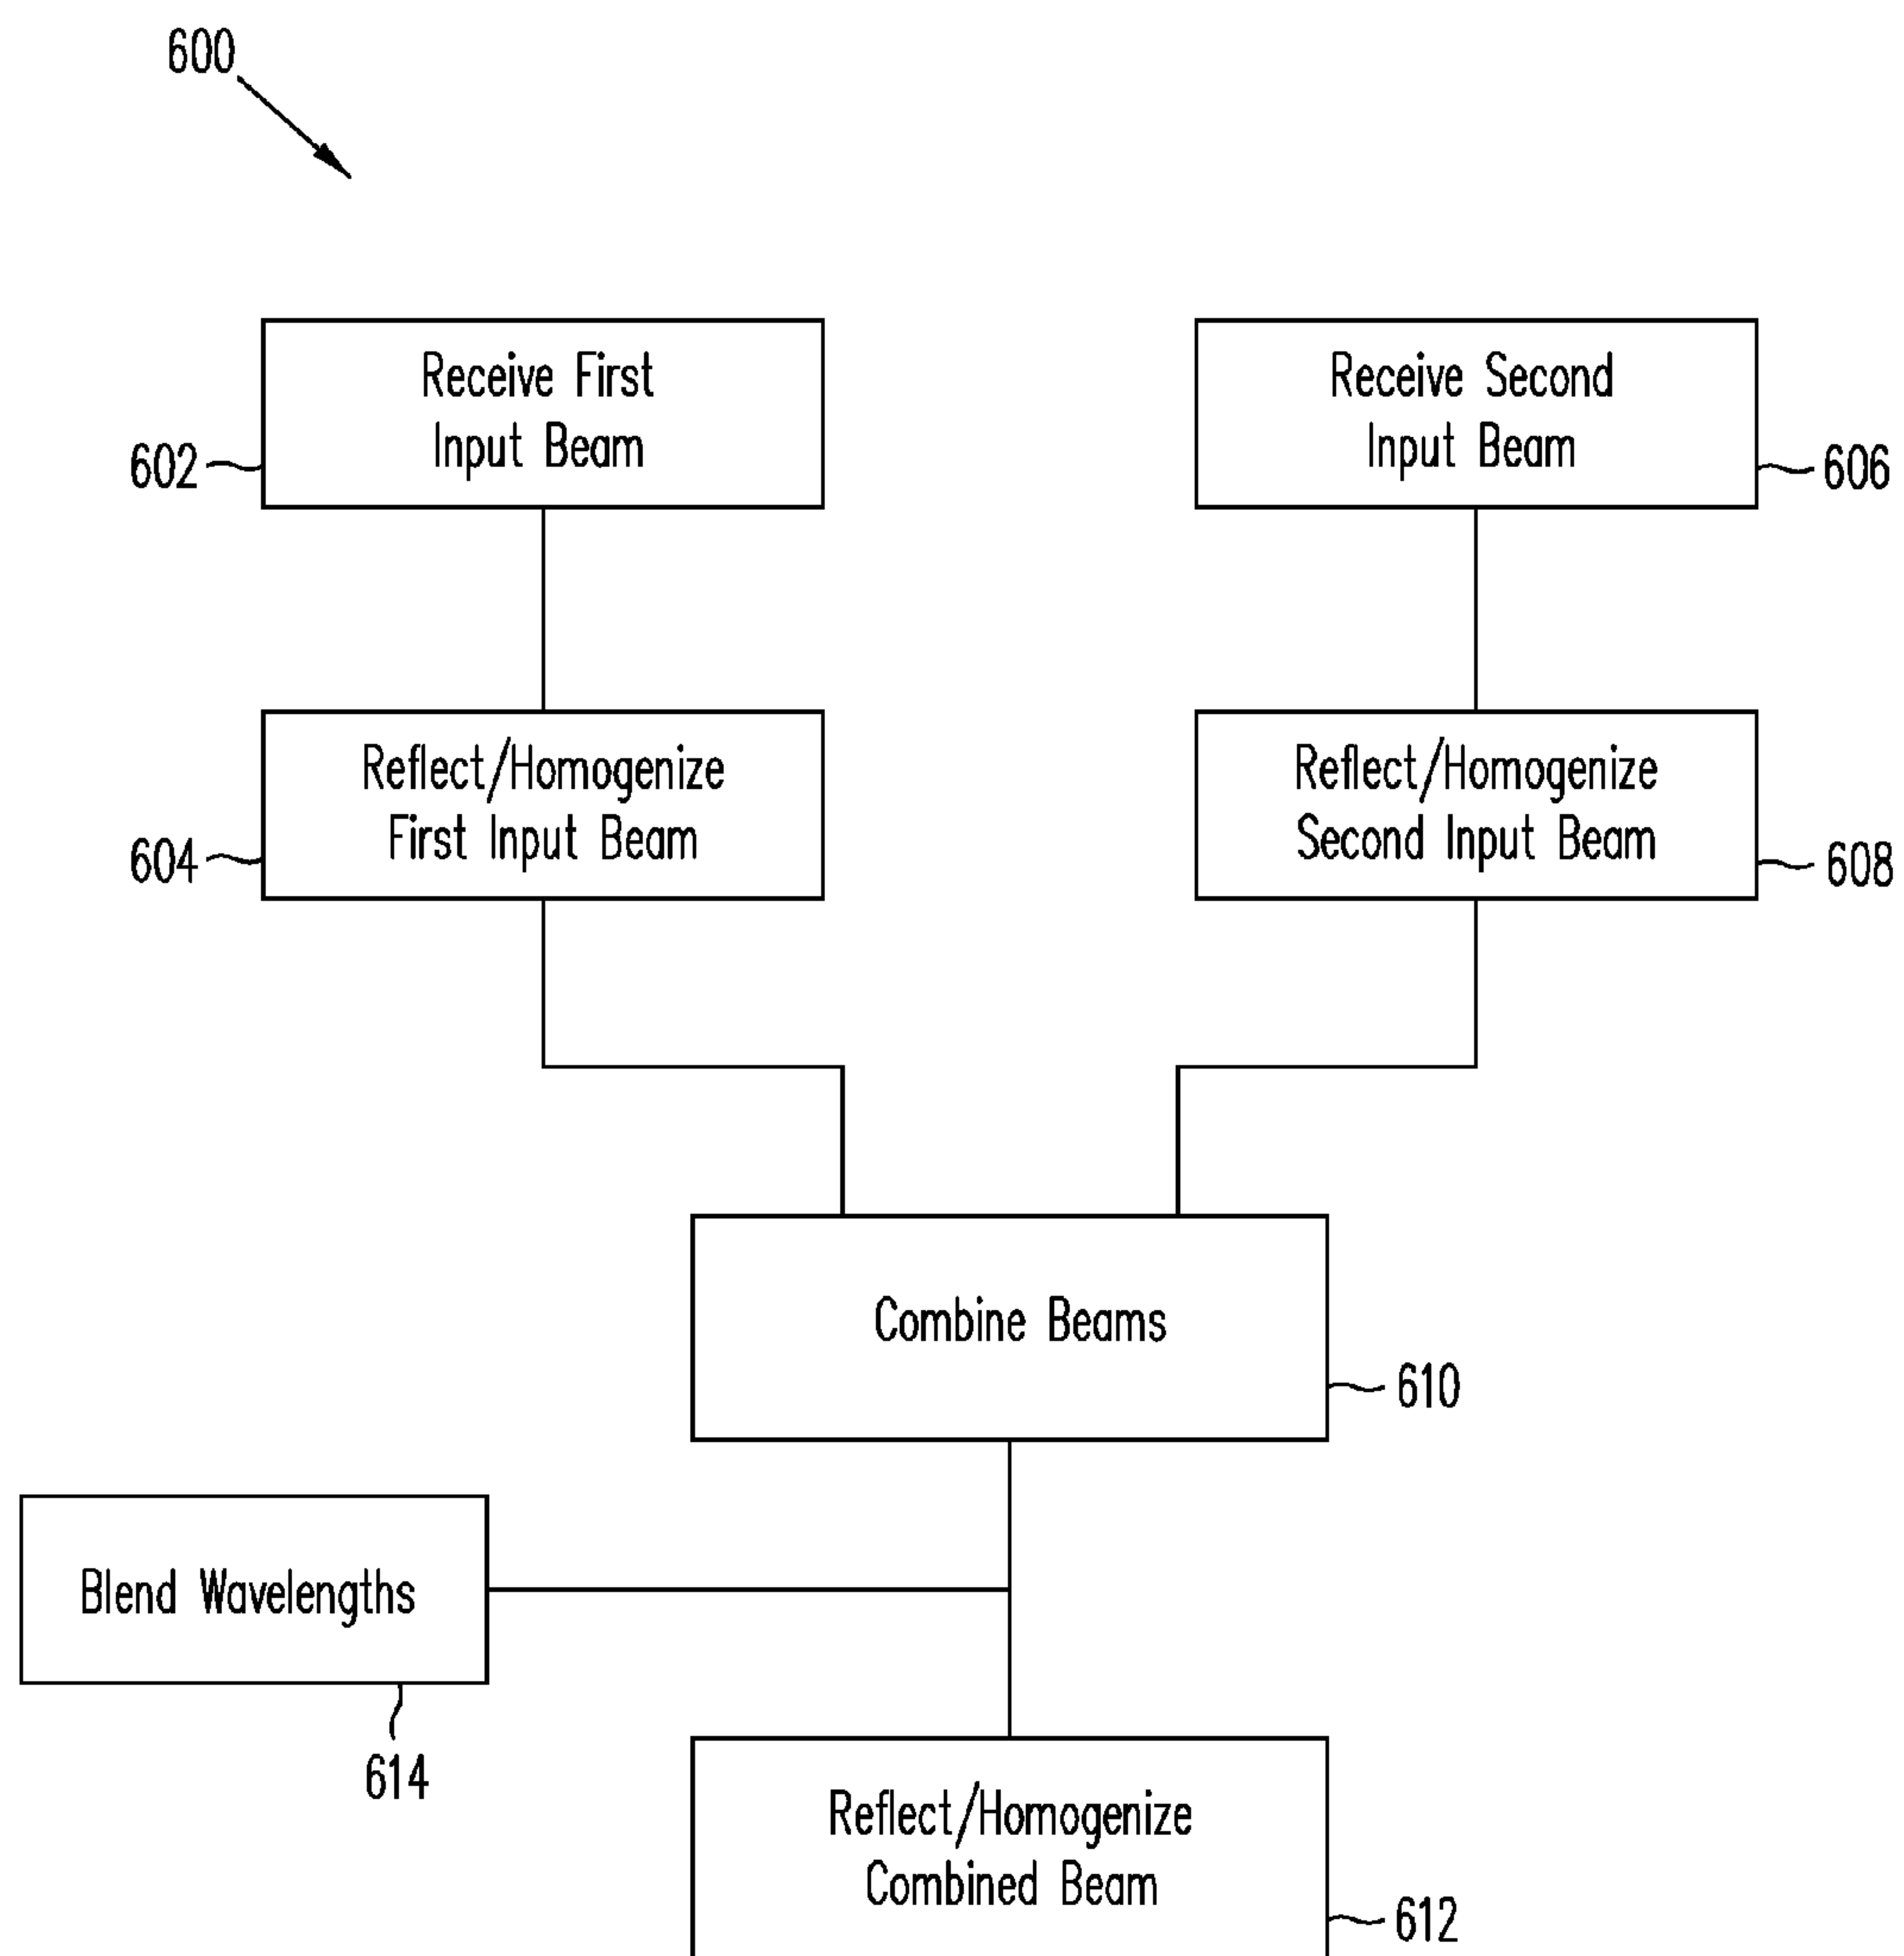 600
Receive First
Input Beam
602
Receive Second
Input Beam
606
Reflect/Homogenize
First Input Beam
604
Reflect/Homogenize
Second Input Beam
608
Combine Beams
610
Blend Wavelengths
614
Reflect/Homogenize
Combined Beam
612